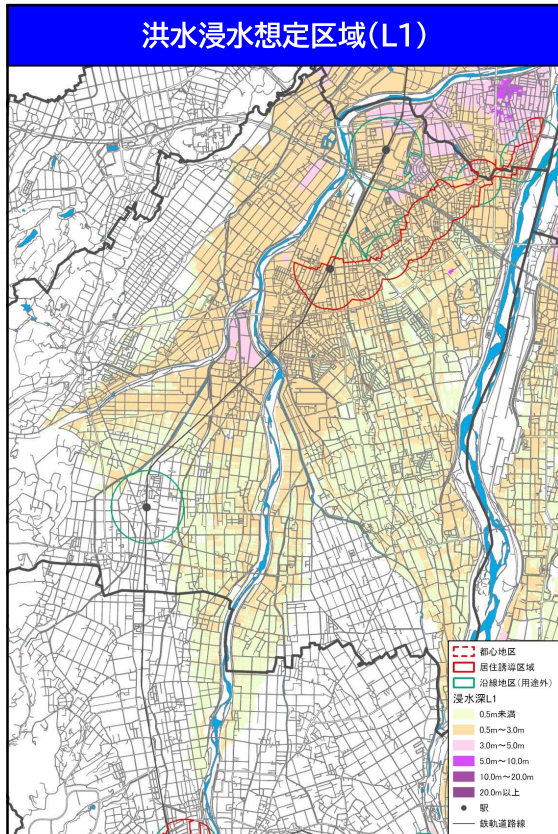 洪水浸水想定区域(L1)
都心地区
居住誘導区域
沿線地区(用途外)
浸水深L1
0.5m未満
0.5m~3.0m
3.0m~5.0m
5.0m~10.0m
10.0m~20.0m
20.0m以上
駅
鉄軌道路線